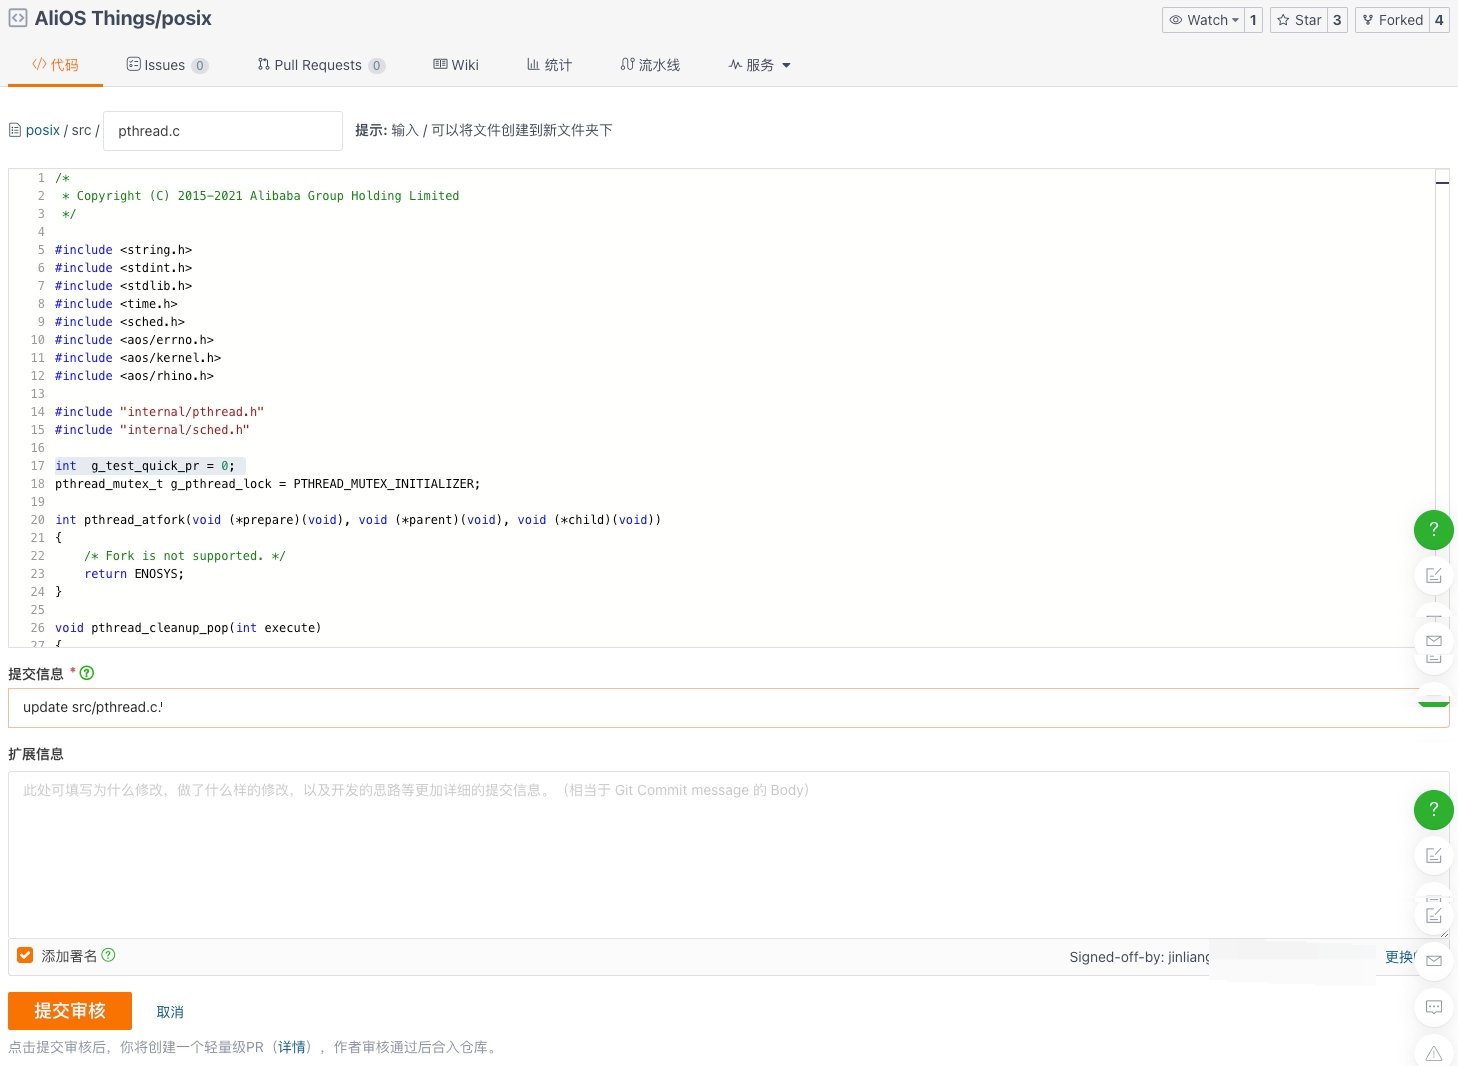 AliOS Things/posix
Watch 1 Star 3 Forked 4
代码 Issues 0 Pull Requests 0 Wiki 统计 流水线 服务
posix / src / pthread.c 提示: 输入 / 可以将文件创建到新文件夹下
1 /*
2 * Copyright (C) 2015-2021 Alibaba Group Holding Limited
3 */
4
5 #include <string.h>
6 #include <stdint.h>
7 #include <stdlib.h>
8 #include <time.h>
9 #include <sched.h>
10 #include <aos/errno.h>
11 #include <aos/kernel.h>
12 #include <aos/rhino.h>
13
14 #include "internal/pthread.h"
15 #include "internal/sched.h"
16
17 int  g_test_quick_pr = 0;
18 pthread_mutex_t g_pthread_lock = PTHREAD_MUTEX_INITIALIZER;
19
20 int pthread_atfork(void (*prepare)(void), void (*parent)(void), void (*child)(void))
21 {
22     /* Fork is not supported. */
23     return ENOSYS;
24 }
25
26 void pthread_cleanup_pop(int execute)
27 {
提交信息 * ?
update src/pthread.c.
扩展信息
此处可填写为什么修改，做了什么样的修改，以及开发的思路等更加详细的提交信息。（相当于 Git Commit message 的 Body）
添加署名 ? Signed-off-by: jinliang 更换
提交审核 取消
点击提交审核后，你将创建一个轻量级PR（详情），作者审核通过后合入仓库。
?
?